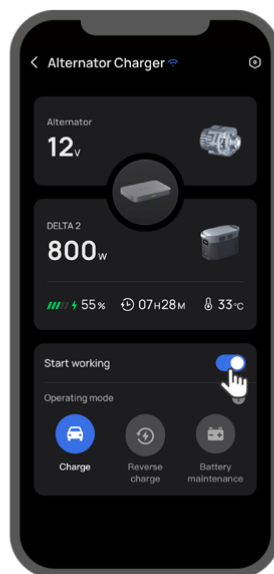 Alternator Charger
Alternator
12V
DELTA 2
800W
55% 07H28M 33°C
Start working
Operating mode
Charge
Reverse charge
Battery maintenance